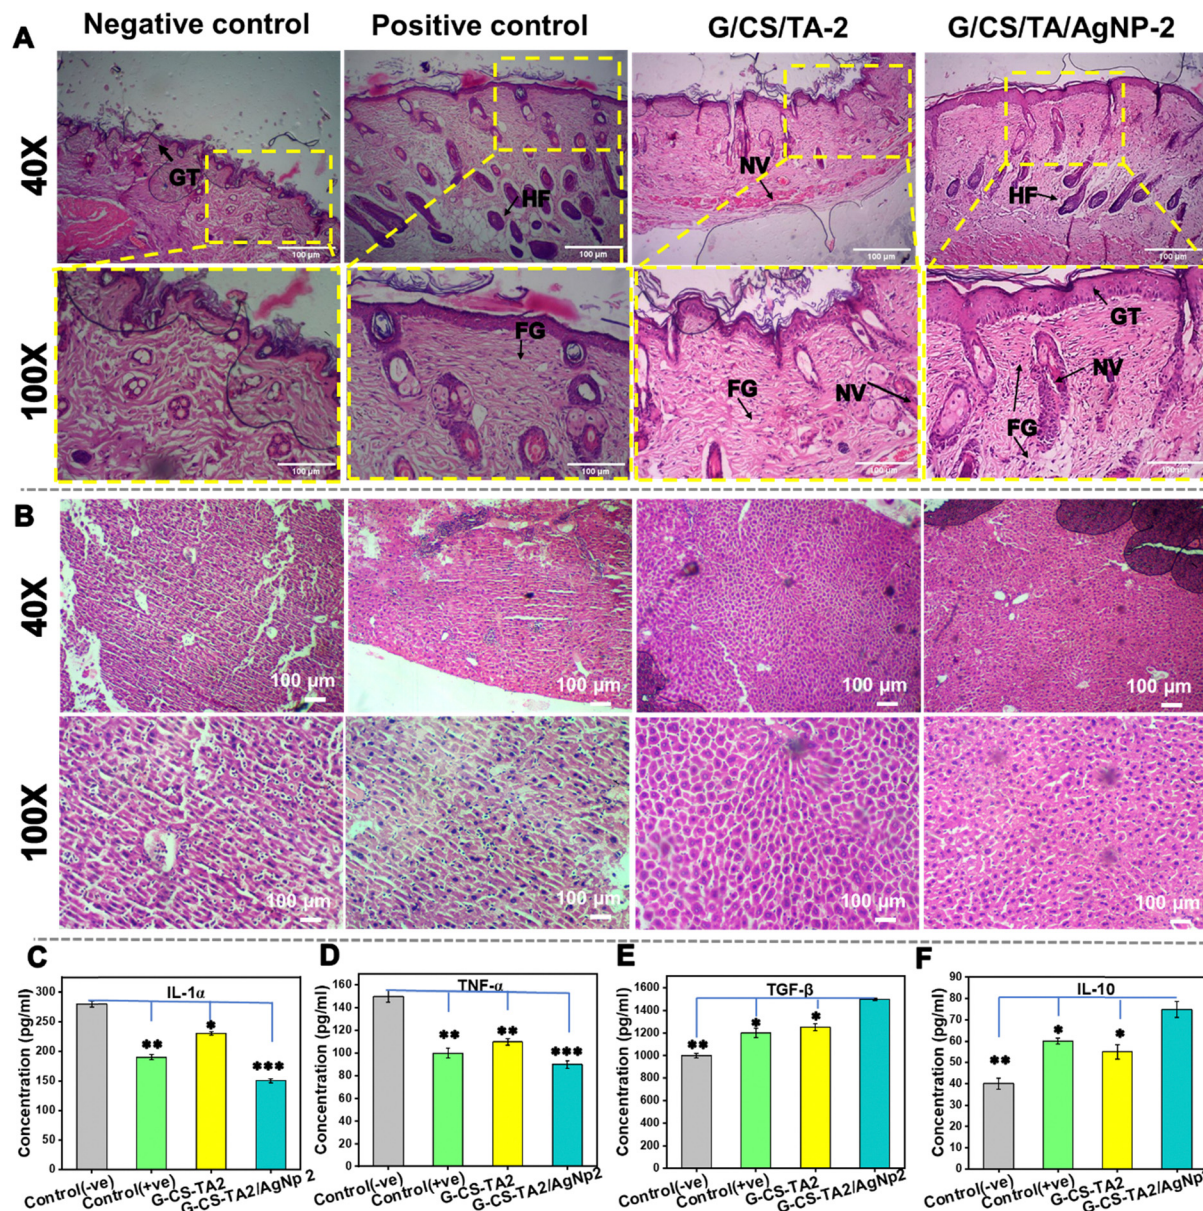 Negative control
Positive control
G/CS/TA-2
G/CS/TA/AgNP-2
A
40X
GT
100 μm
HF
100 μm
NV
100 μm
HF
100 μm
100X
100 μm
FG
100 μm
FG
NV
100 μm
GT
NV
FG
100 μm
B
40X
100 μm
100 μm
100 μm
100 μm
100X
100 μm
100 μm
100 μm
100 μm
C
IL-1α
Concentration (pg/ml)
300
250
200
150
100
50
0
**
*
***
Control(-ve)
Control(+ve)
G-CS-TA2
G-CS-TA2/AgNp 2
D
TNF-α
Concentration (pg/ml)
160
140
120
100
80
60
40
20
0
**
**
***
Control(-ve)
Control(+ve)
G-CS-TA2
G-CS-TA2/AgNp2
E
TGF-β
Concentration (pg/ml)
1600
1400
1200
1000
800
600
400
200
0
**
*
*
Control(-ve)
Control(+ve)
G-CS-TA2
G-CS-TA2/AgNp2
F
IL-10
Concentration (pg/ml)
90
80
70
60
50
40
30
20
10
0
**
*
*
Control(-ve)
Control(+ve)
G-CS-TA2
G-CS-TA2/AgNp2